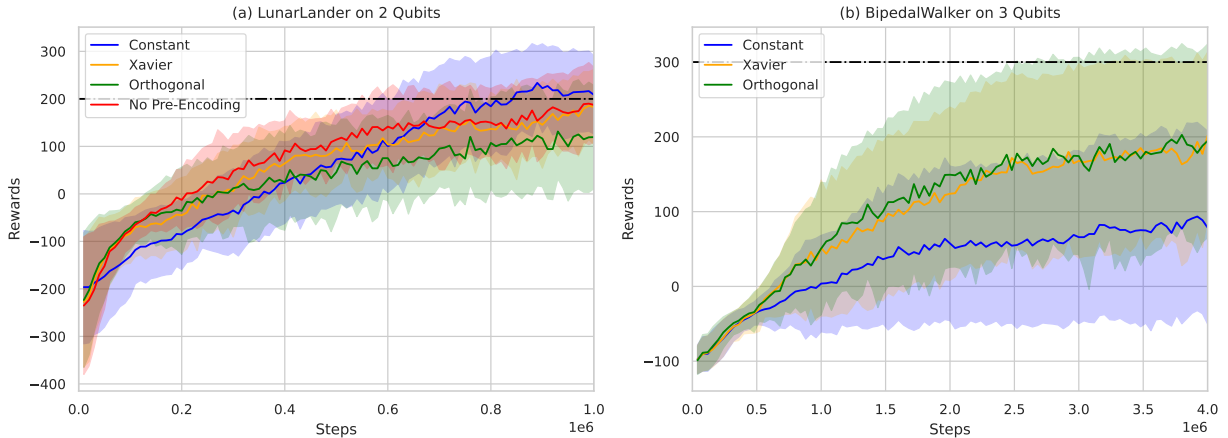 (a) LunarLander on 2 Qubits
Rewards
300
200
100
0
−100
−200
−300
−400
Constant
Xavier
Orthogonal
No Pre-Encoding
0.0 0.2 0.4 0.6 0.8 1.0
Steps
1e6
(b) BipedalWalker on 3 Qubits
Rewards
300
200
100
0
−100
Constant
Xavier
Orthogonal
0.0 0.5 1.0 1.5 2.0 2.5 3.0 3.5 4.0
Steps
1e6